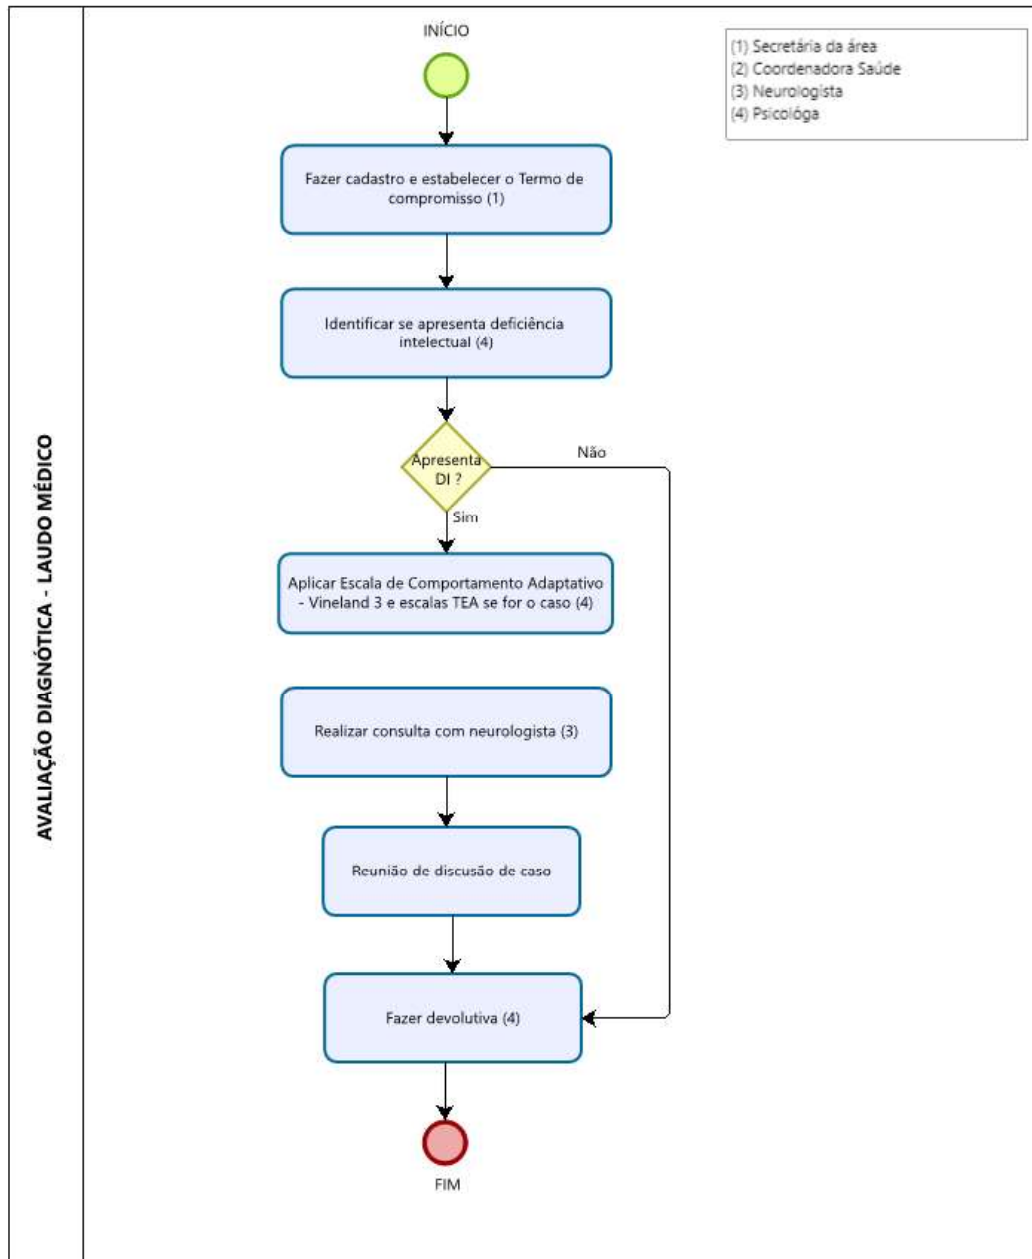 AVALIAÇÃO DIAGNÓTICA - LAUDO MÉDICO
INÍCIO
(1) Secretária da área
(2) Coordenadora Saúde
(3) Neurologista
(4) Psicológa
Fazer cadastro e estabelecer o Termo de
compromisso (1)
Identificar se apresenta deficiência
intelectual (4)
Apresenta
DI ?
Não
Sim
Aplicar Escala de Comportamento Adaptativo
- Vineland 3 e escalas TEA se for o caso (4)
Realizar consulta com neurologista (3)
Reunião de discusão de caso
Fazer devolutiva (4)
FIM